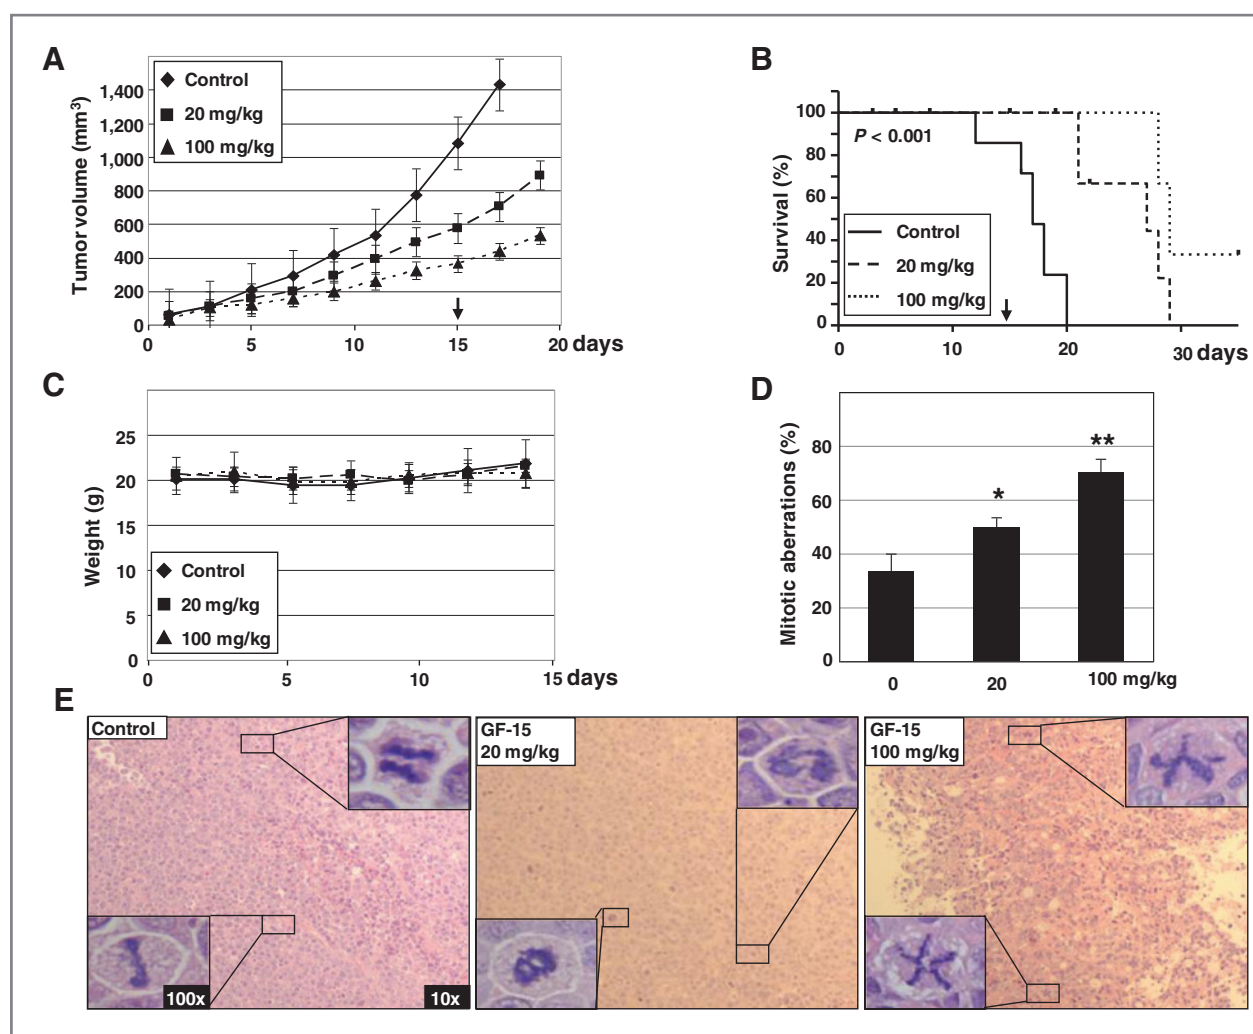 A
Tumor volume (mm³)
1,400
1,200
1,000
800
600
400
200
0
Control
20 mg/kg
100 mg/kg
0 5 10 15 20 days
B
Survival (%)
100
80
60
40
20
0
P < 0.001
Control
20 mg/kg
100 mg/kg
0 10 20 30 days
C
Weight (g)
25
20
15
10
5
0
Control
20 mg/kg
100 mg/kg
0 5 10 15 days
D
Mitotic aberrations (%)
80
60
40
20
0
*
**
0 20 100 mg/kg
E
Control
100x
10x
GF-15
20 mg/kg
GF-15
100 mg/kg